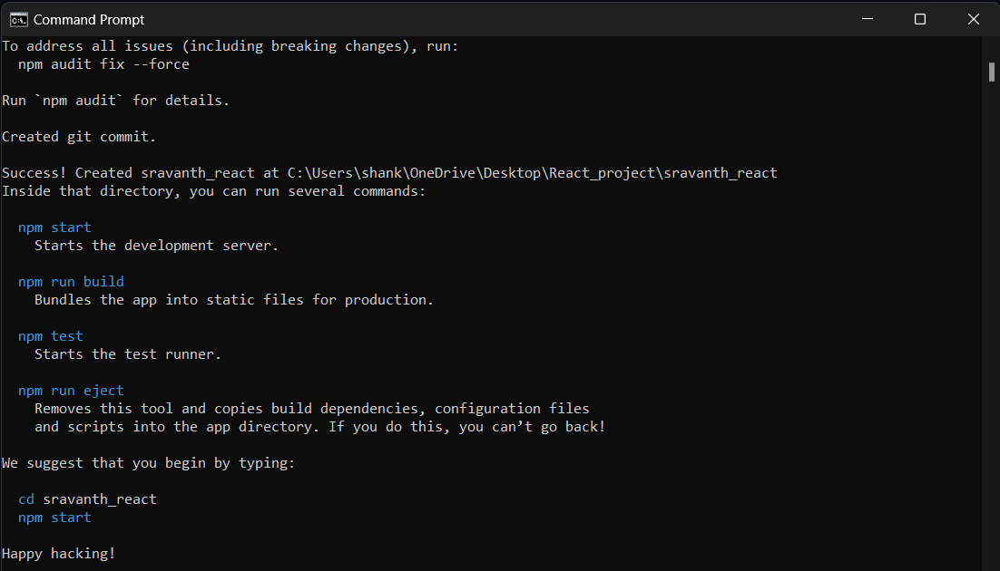 Command Prompt
To address all issues (including breaking changes), run:
npm audit fix --force
Run `npm audit` for details.
Created git commit.
Success! Created sravanth_react at C:\Users\shank\OneDrive\Desktop\React_project\sravanth_react
Inside that directory, you can run several commands:
npm start
Starts the development server.
npm run build
Bundles the app into static files for production.
npm test
Starts the test runner.
npm run eject
Removes this tool and copies build dependencies, configuration files
and scripts into the app directory. If you do this, you can’t go back!
We suggest that you begin by typing:
cd sravanth_react
npm start
Happy hacking!